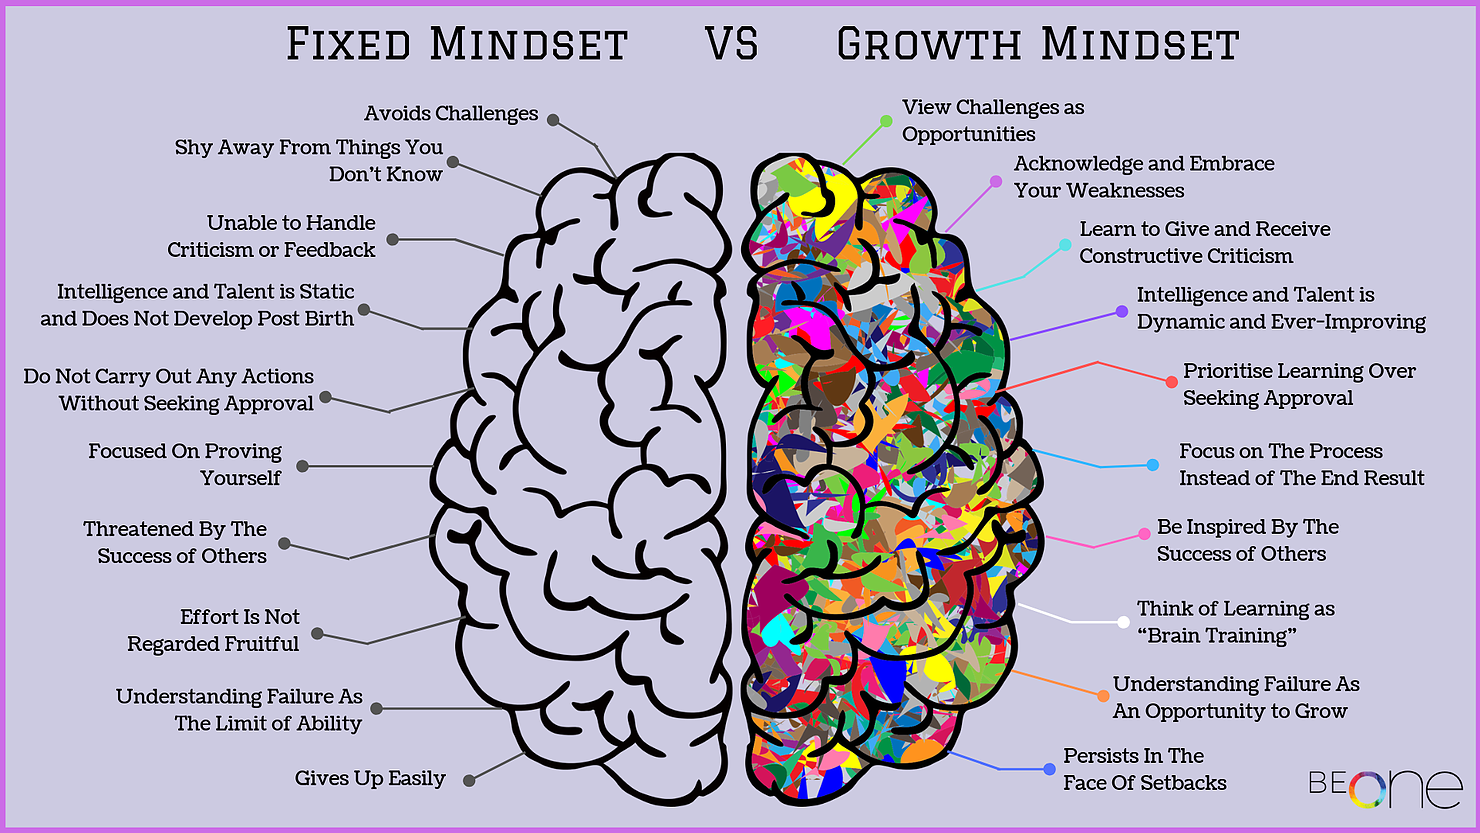 Fixed Mindset VS Growth Mindset
Avoids Challenges
Shy Away From Things You
Don't Know
Unable to Handle
Criticism or Feedback
Intelligence and Talent is Static
and Does Not Develop Post Birth
Do Not Carry Out Any Actions
Without Seeking Approval
Focused On Proving
Yourself
Threatened By The
Success of Others
Effort Is Not
Regarded Fruitful
Understanding Failure As
The Limit of Ability
Gives Up Easily
View Challenges as
Opportunities
Acknowledge and Embrace
Your Weaknesses
Learn to Give and Receive
Constructive Criticism
Intelligence and Talent is
Dynamic and Ever-Improving
Prioritise Learning Over
Seeking Approval
Focus on The Process
Instead of The End Result
Be Inspired By The
Success of Others
Think of Learning as
“Brain Training”
Understanding Failure As
An Opportunity to Grow
Persists In The
Face Of Setbacks
BEOne